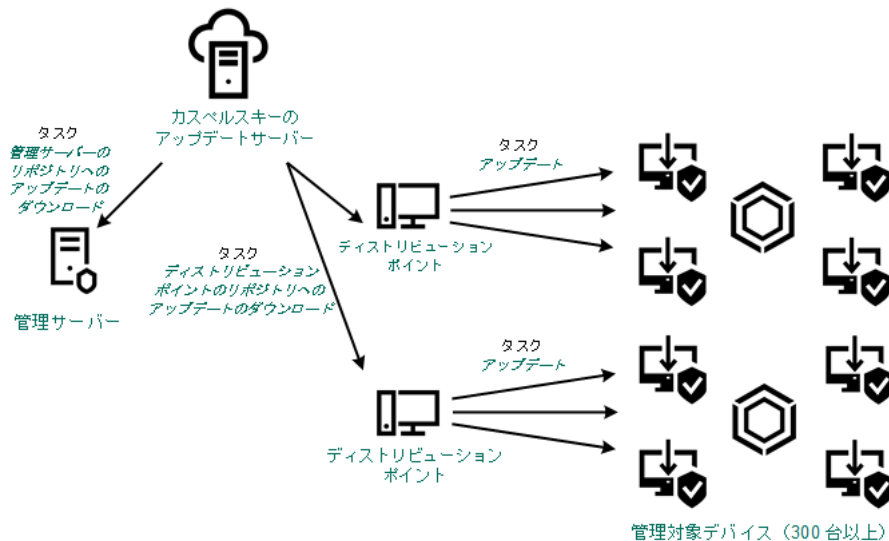 カスペルスキーの
アップデートサーバー
タスク
管理サーバーの
リポジトリへの
アップデートの
ダウンロード
管理サーバー
タスク
ディストリビューション
ポイントのリポジトリへの
アップデートのダウンロード
タスク
アップデート
ディストリビューション
ポイント
タスク
アップデート
ディストリビューション
ポイント
管理対象デバイス（300 台以上）